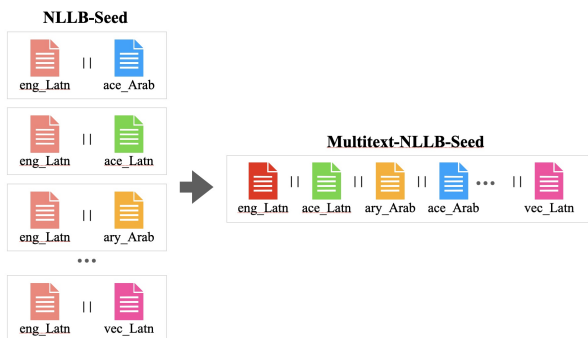 NLLB-Seed
eng_Latn || ace_Arab
eng_Latn || ace_Latn
eng_Latn || ary_Arab
•••
eng_Latn || vec_Latn
Multitext-NLLB-Seed
eng_Latn || ace_Latn || ary_Arab || ace_Arab ••• || vec_Latn